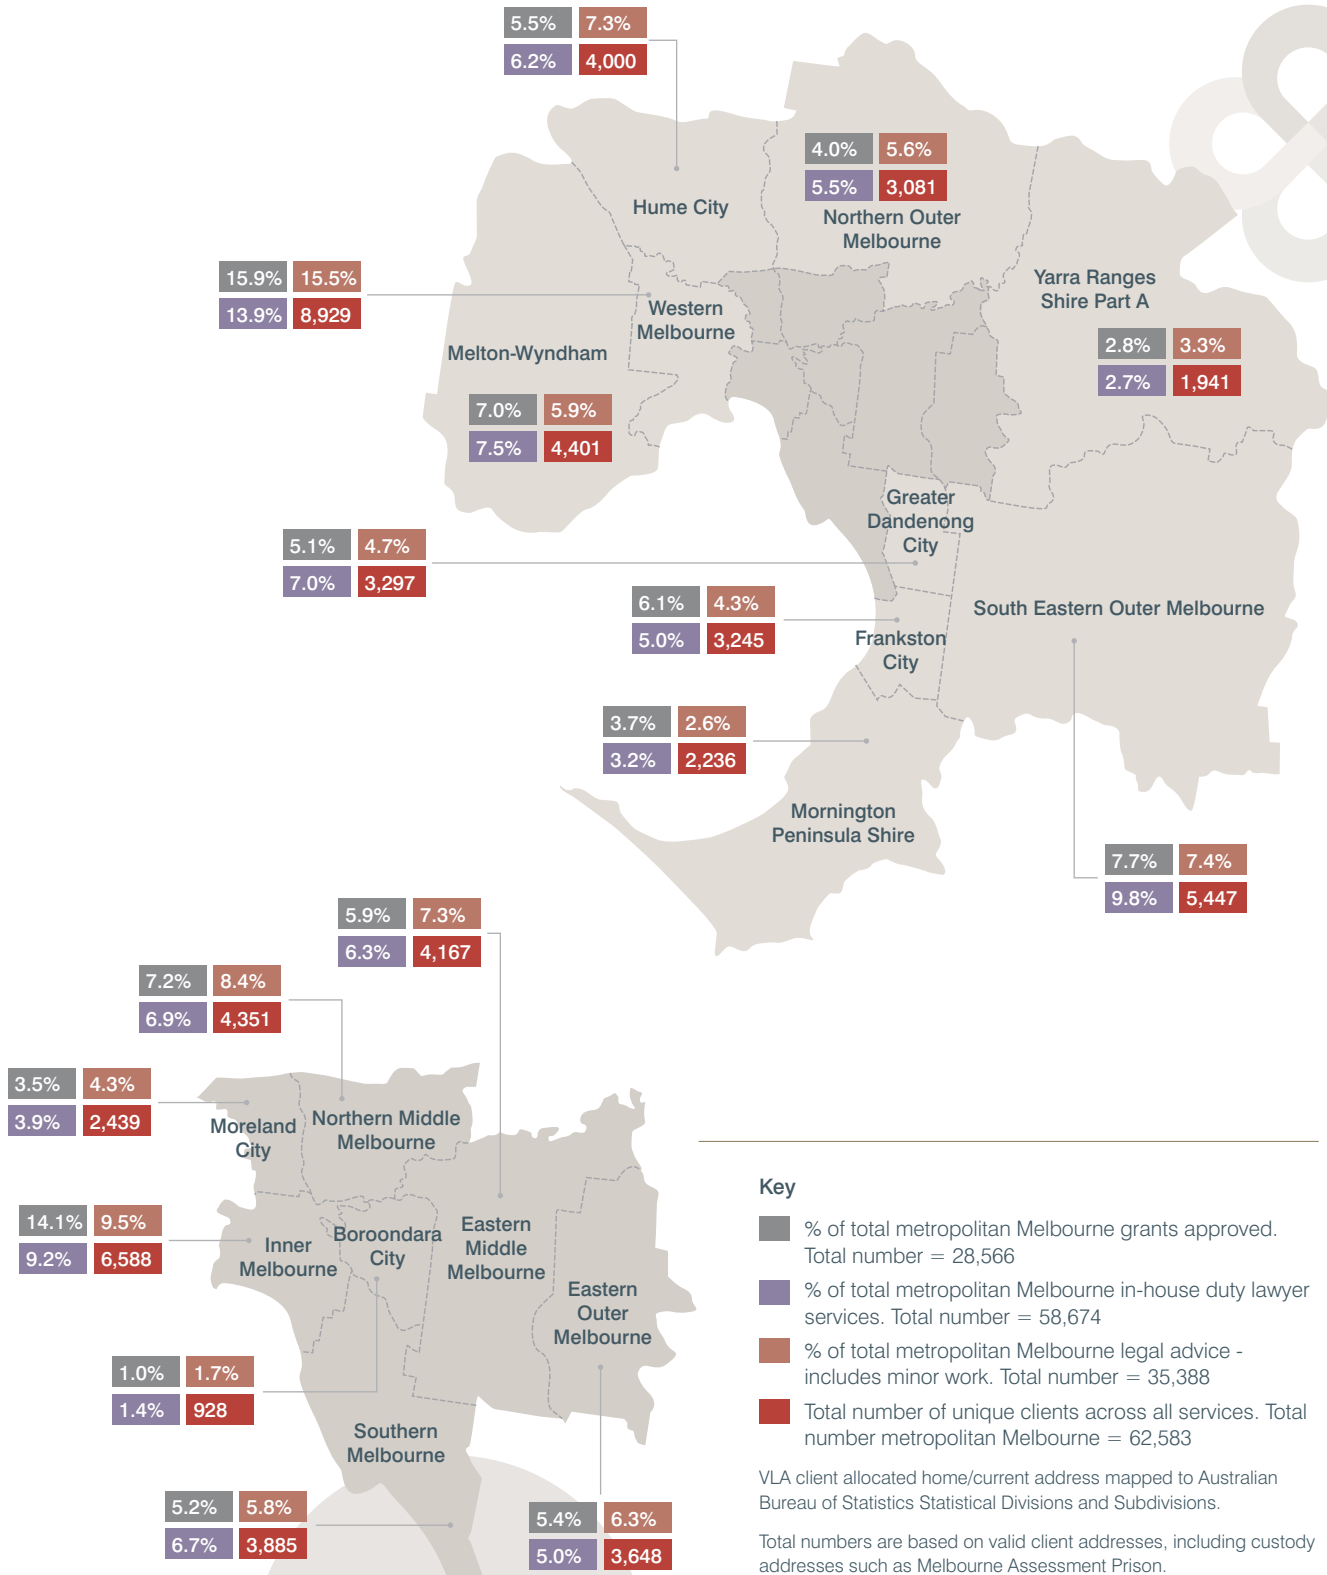 5.5% 7.3%
6.2% 4,000
Hume City
4.0% 5.6%
5.5% 3,081
Northern Outer
Melbourne
15.9% 15.5%
13.9% 8,929
Western
Melbourne
Yarra Ranges
Shire Part A
2.8% 3.3%
2.7% 1,941
Melton-Wyndham
7.0% 5.9%
7.5% 4,401
Greater
Dandenong
City
5.1% 4.7%
7.0% 3,297
6.1% 4.3%
5.0% 3,245
Frankston
City
South Eastern Outer Melbourne
3.7% 2.6%
3.2% 2,236
Mornington
Peninsula Shire
7.7% 7.4%
9.8% 5,447
5.9% 7.3%
6.3% 4,167
7.2% 8.4%
6.9% 4,351
3.5% 4.3%
3.9% 2,439
Moreland
City
Northern Middle
Melbourne
14.1% 9.5%
9.2% 6,588
Inner
Melbourne
Boroondara
City
Eastern
Middle
Melbourne
Eastern
Outer
Melbourne
1.0% 1.7%
1.4% 928
Southern
Melbourne
5.2% 5.8%
6.7% 3,885
5.4% 6.3%
5.0% 3,648
Key
% of total metropolitan Melbourne grants approved.
Total number = 28,566
% of total metropolitan Melbourne in-house duty lawyer
services. Total number = 58,674
% of total metropolitan Melbourne legal advice -
includes minor work. Total number = 35,388
Total number of unique clients across all services. Total
number metropolitan Melbourne = 62,583
VLA client allocated home/current address mapped to Australian
Bureau of Statistics Statistical Divisions and Subdivisions.
Total numbers are based on valid client addresses, including custody
addresses such as Melbourne Assessment Prison.